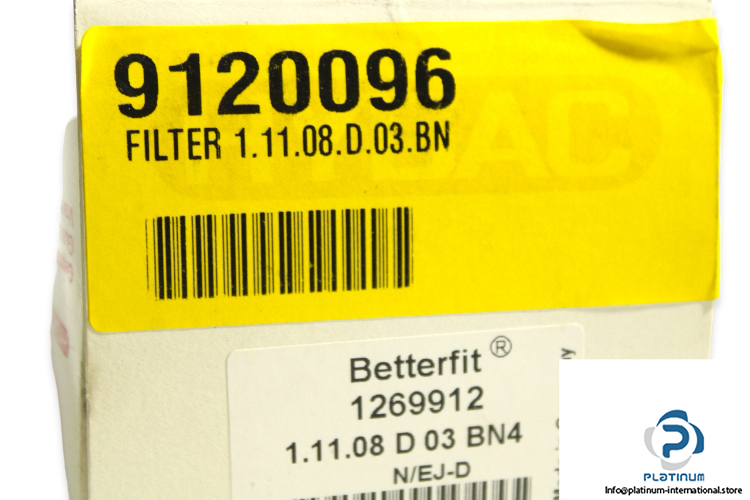 9120096
FILTER 1.11.08.D.03.BN
Betterfit®
1269912
1.11.08 D 03 BN4
N/EJ-D
PLATINUM
Info@platinum-international.store